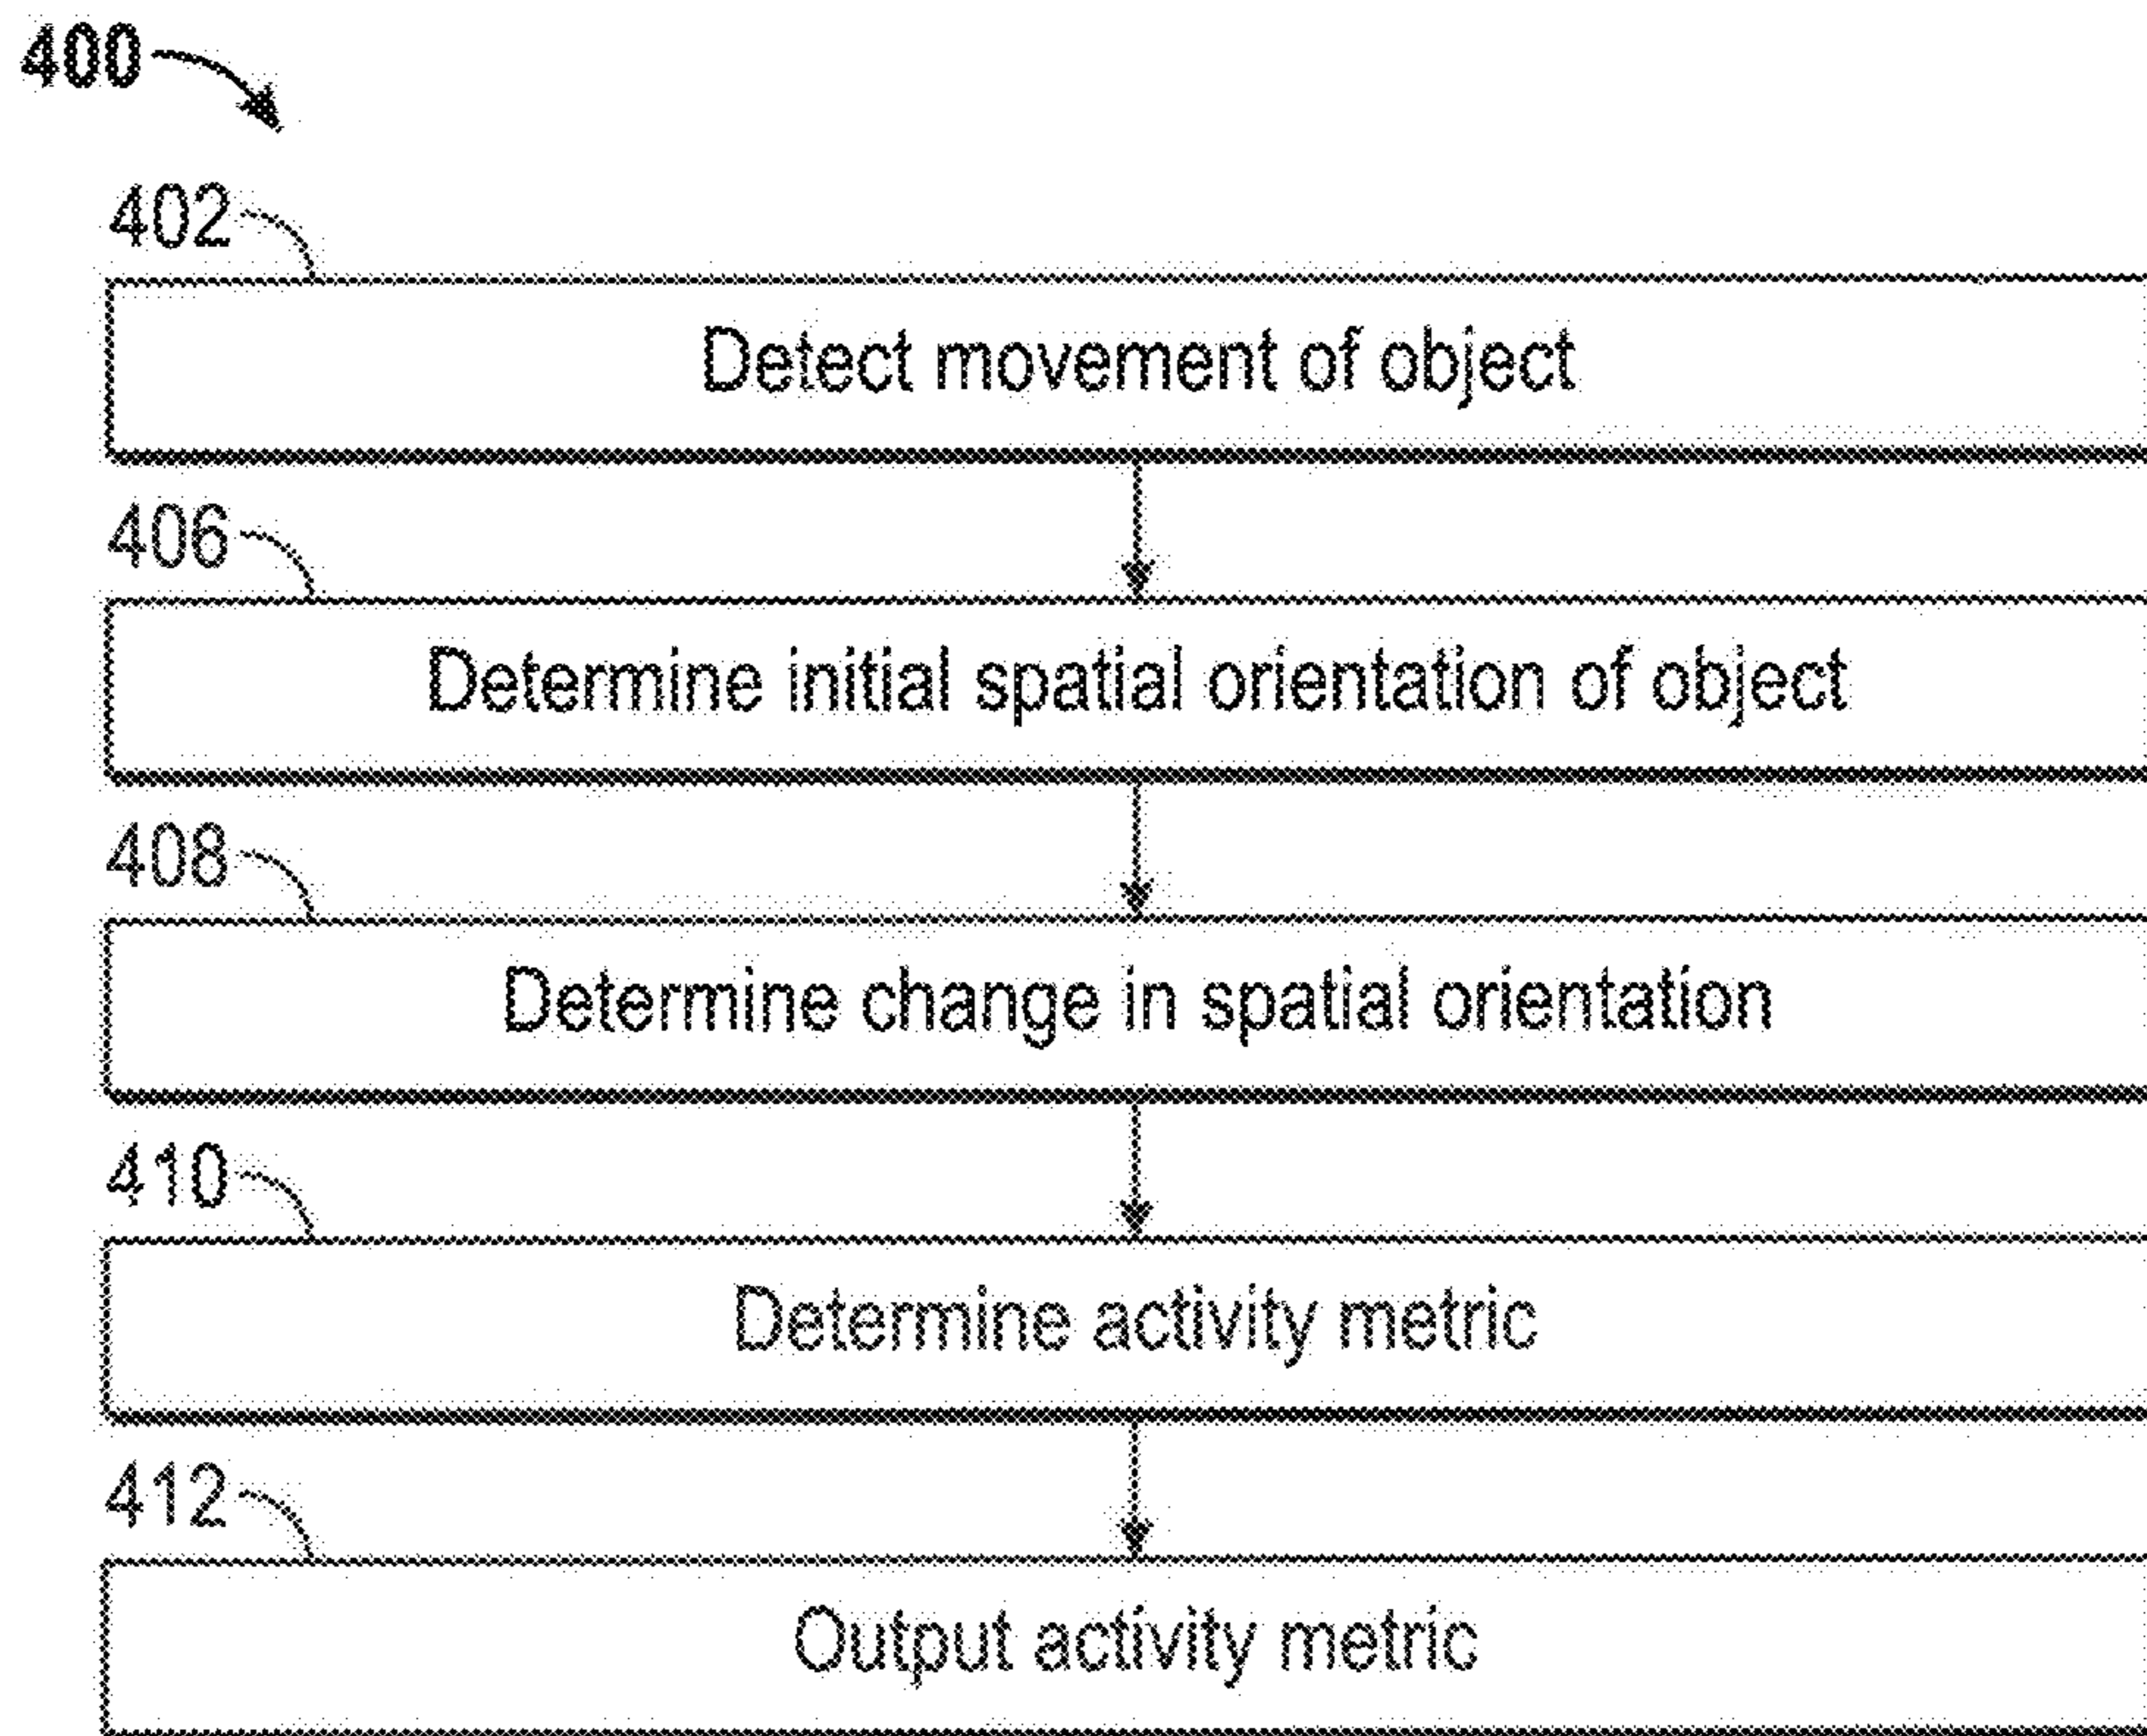 400
402
Detect movement of object
406
Determine initial spatial orientation of object
408
Determine change in spatial orientation
410
Determine activity metric
412
Output activity metric